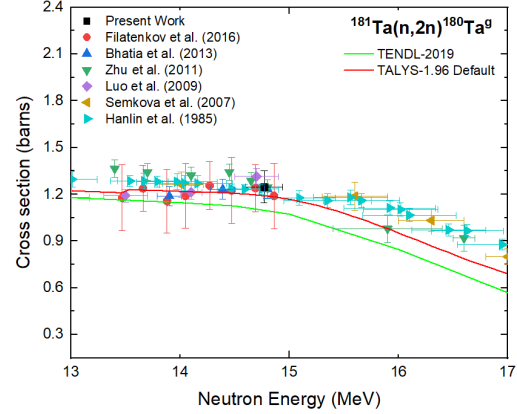 Present Work
Filatenkov et al. (2016)
Bhatia et al. (2013)
Zhu et al. (2011)
Luo et al. (2009)
Semkova et al. (2007)
Hanlin et al. (1985)
¹⁸¹Ta(n,2n)¹⁸⁰Taᵍ
TENDL-2019
TALYS-1.96 Default
Cross section (barns)
2.4
2.1
1.8
1.5
1.2
0.9
0.6
0.3
13
14
15
16
17
Neutron Energy (MeV)